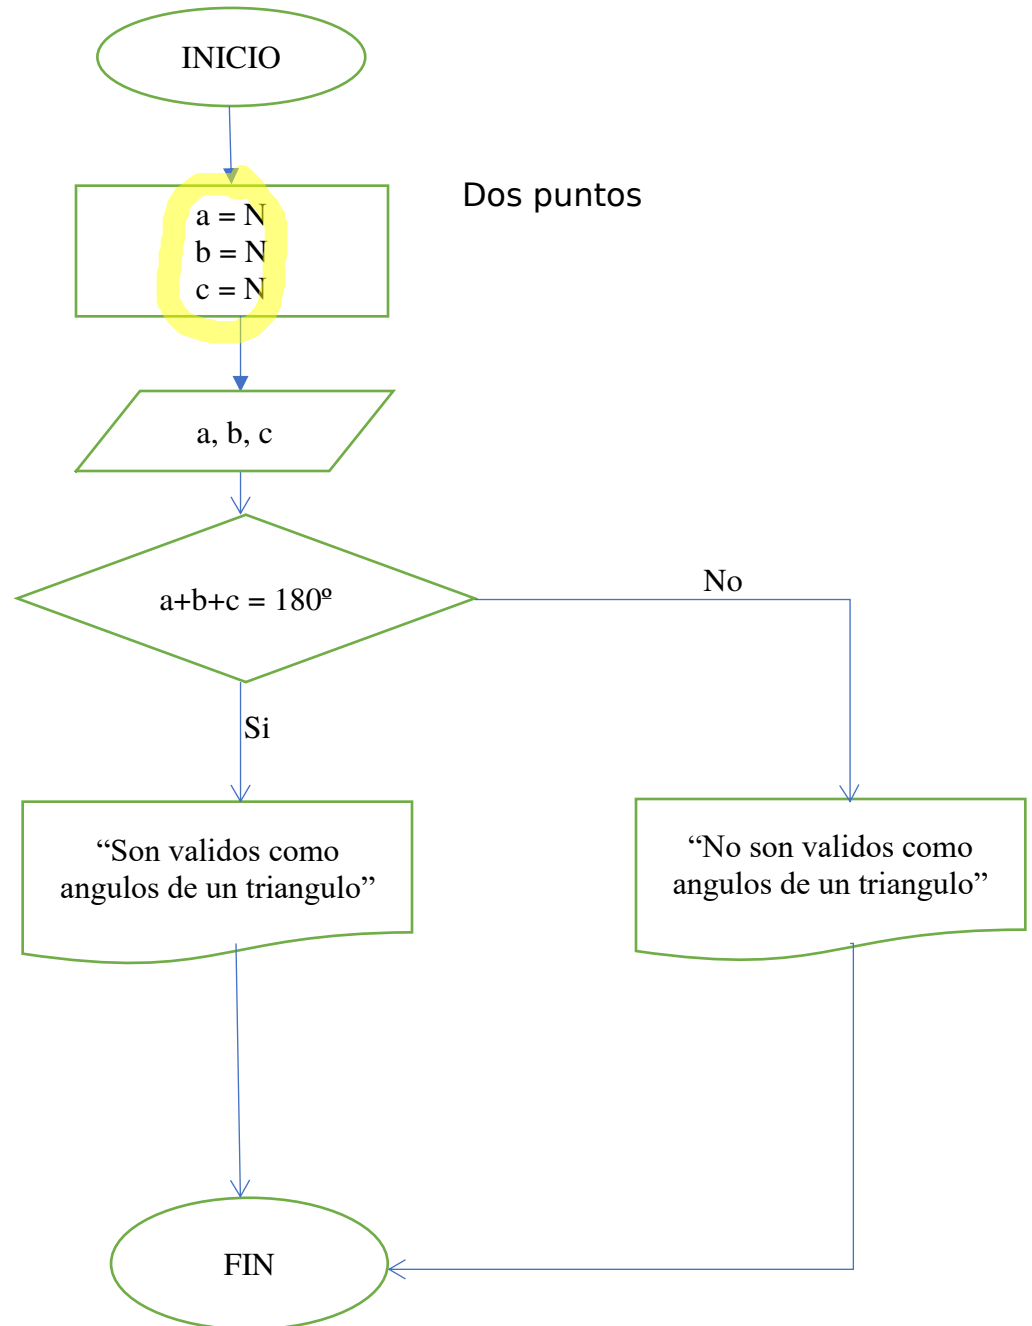 INICIO
a = N
b = N
c = N
Dos puntos
a, b, c
a+b+c = 180º
No
Si
“Son validos como
angulos de un triangulo”
“No son validos como
angulos de un triangulo”
FIN